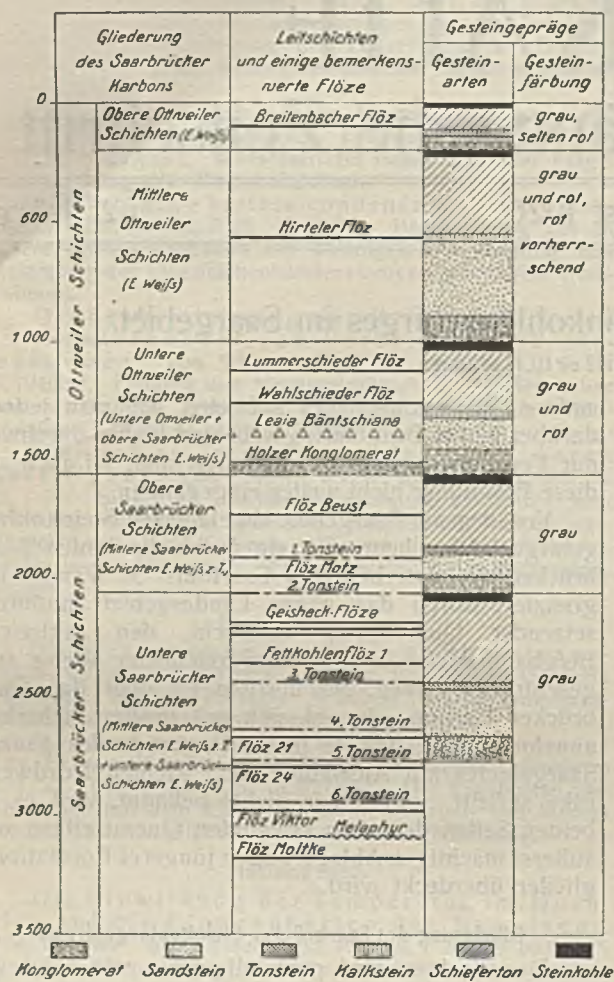 Gliederung
des Saarbrücker
Karbons
Leitschichten
und einige bemerkens-
werte Flöze
Gesteingepräge
Gestein-
arten
Gestein-
färbung
0
600
1000
1500
2000
2500
3000
3500
Ottweiler Schichten
Saarbrücker Schichten
Obere Ottweiler
Schichten (E. Weiß)
Breitenbacher Flöz
grau,
selten rot
Mittlere
Ottweiler
Schichten
(E. Weiß)
Hirteler Flöz
grau
und rot,
rot
vorherr-
schend
Untere
Ottweiler
Schichten
(Untere Ottweiler +
obere Saarbrücker
Schichten E. Weiß)
Lummerschieder Flöz
Wahlschieder Flöz
Leaia Bäntschiana
Holzer Konglomerat
grau
und
rot
Obere
Saarbrücker
Schichten
(Mittlere Saarbrücker
Schichten E. Weiß z. T.)
Flöz Beust
1. Tonstein
Flöz Motz
2. Tonstein
grau
Untere
Saarbrücker
Schichten
(Mittlere Saarbrücker
Schichten E. Weiß z. T.
+ untere Saarbrücker
Schichten E. Weiß)
Geisheck-Flöze
Fettkohlenflöz 1
3. Tonstein
4. Tonstein
Flöz 21 5. Tonstein
Flöz 24
6. Tonstein
Flöz Viktor Melaphyr
Flöz Moltke
grau
Konglomerat Sandstein Tonstein Kalkstein Schieferton Steinkohle